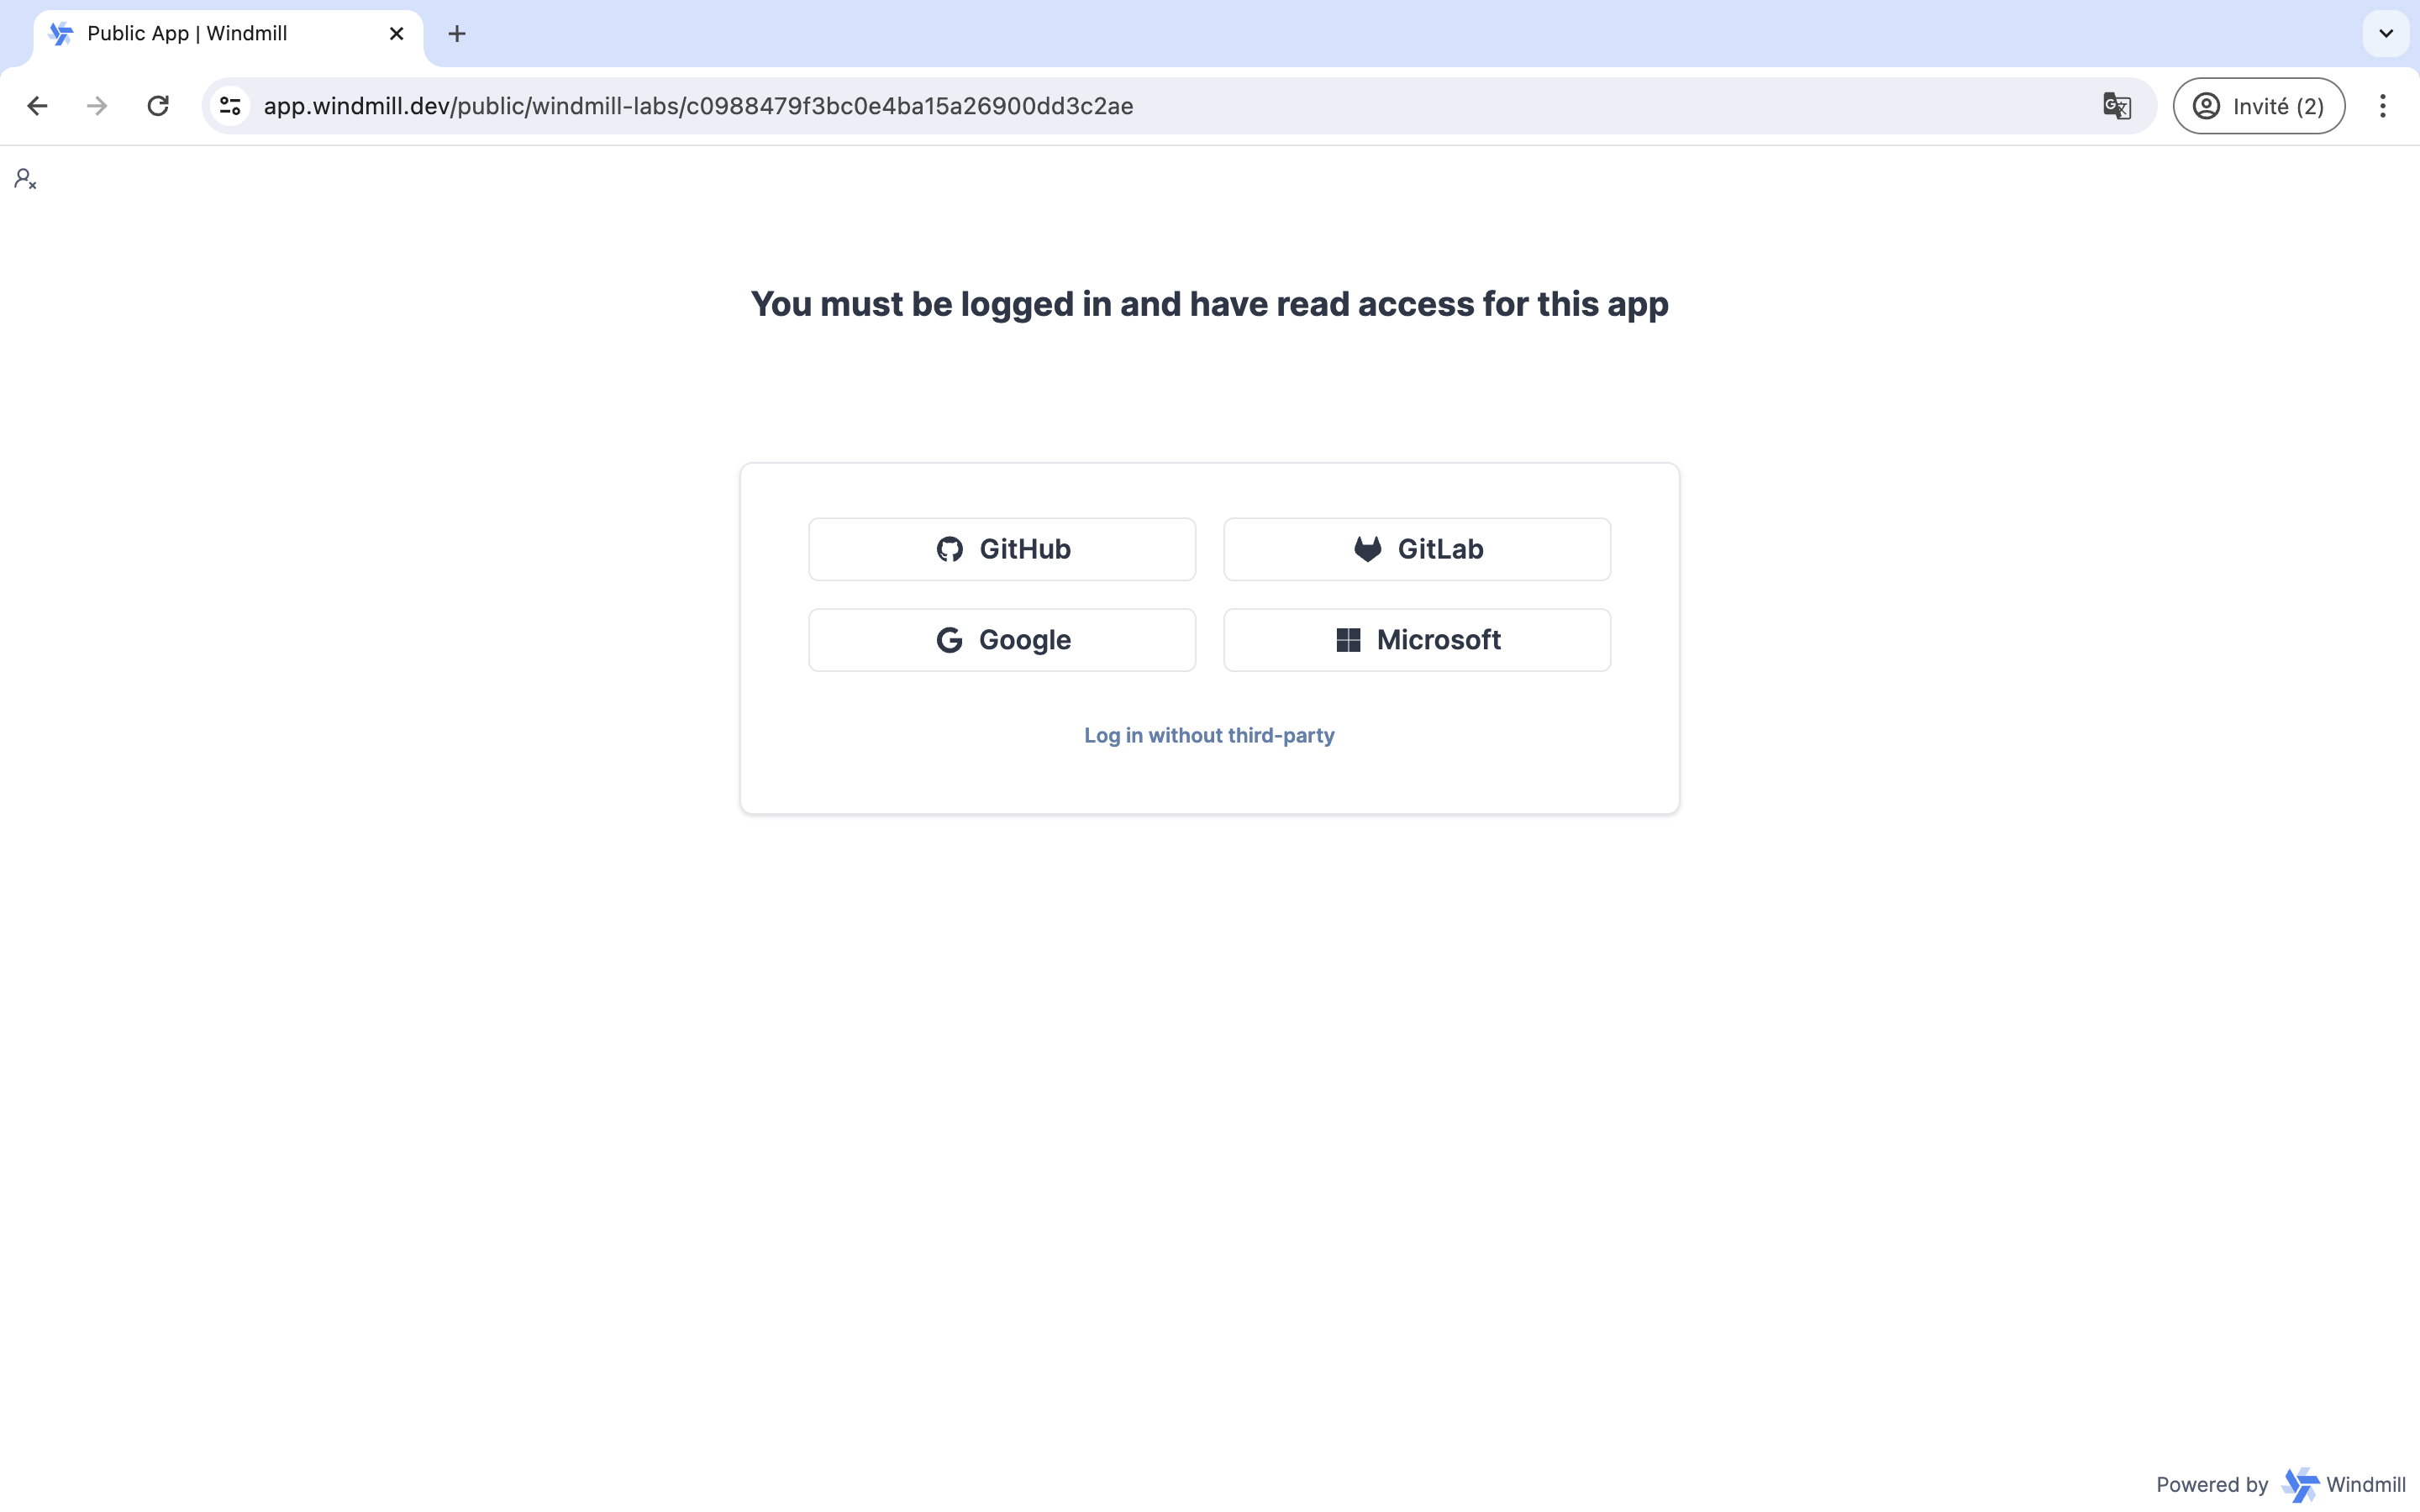 Public App | Windmill
app.windmill.dev/public/windmill-labs/c0988479f3bc0e4ba15a26900dd3c2ae
Invité (2)
You must be logged in and have read access for this app
GitHub
GitLab
Google
Microsoft
Log in without third-party
Powered by Windmill